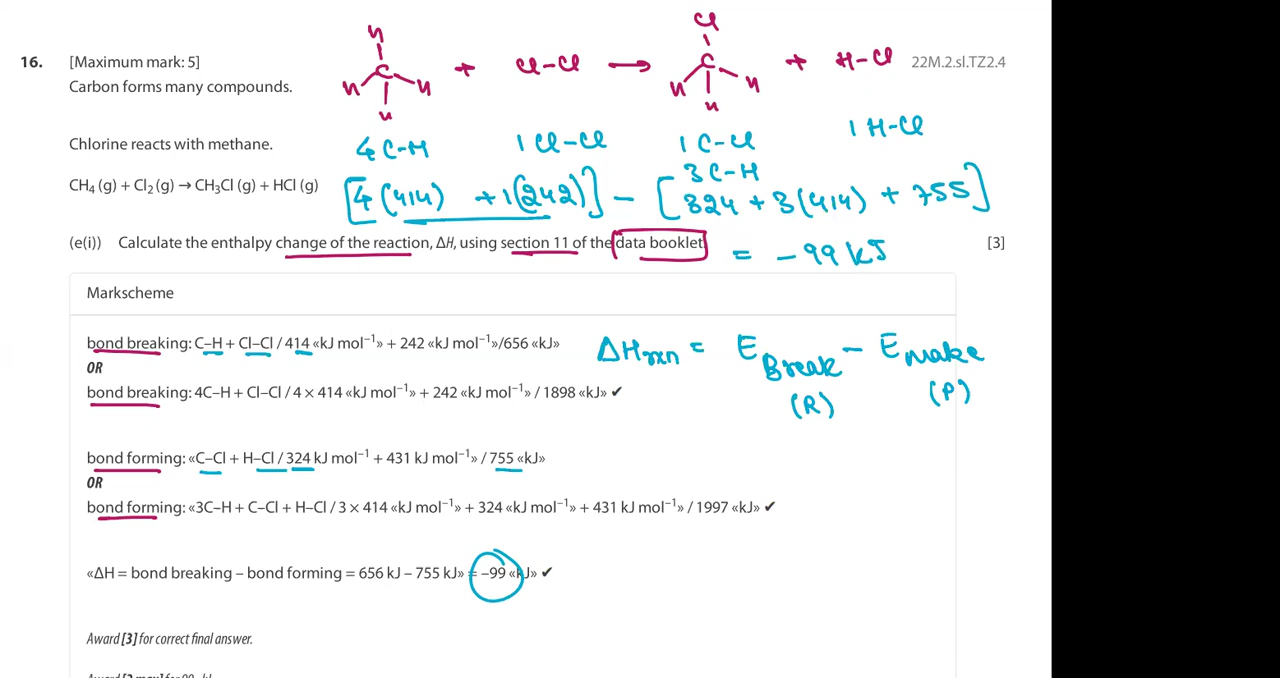 16. [Maximum mark: 5] 22M.2.sl.TZ2.4
Carbon forms many compounds.
H
C
H H
H
+ Cl-Cl →
Cl
C
H H
H
+ H-Cl
Chlorine reacts with methane.
4 C-H 1 Cl-Cl 1 C-Cl 1 H-Cl
3 C-H
CH₄ (g) + Cl₂ (g) → CH₃Cl (g) + HCl (g)
[4(414) + 1(242)] - [324 + 3(414) + 755]
(e(i)) Calculate the enthalpy change of the reaction, ΔH, using section 11 of the data booklet [3]
= -99 kJ
Markscheme
bond breaking: C–H + Cl–Cl / 414 «kJ mol⁻¹» + 242 «kJ mol⁻¹»/656 «kJ»
OR
bond breaking: 4C–H + Cl–Cl / 4 × 414 «kJ mol⁻¹» + 242 «kJ mol⁻¹» / 1898 «kJ» ✔
ΔHrxn = EBreak - EMake
(R) (P)
bond forming: «C–Cl + H–Cl / 324 kJ mol⁻¹ + 431 kJ mol⁻¹» / 755 «kJ»
OR
bond forming: «3C–H + C–Cl + H–Cl / 3 × 414 «kJ mol⁻¹» + 324 «kJ mol⁻¹» + 431 kJ mol⁻¹» / 1997 «kJ» ✔
«ΔH = bond breaking – bond forming = 656 kJ – 755 kJ» = –99 «kJ» ✔
Award [3] for correct final answer.